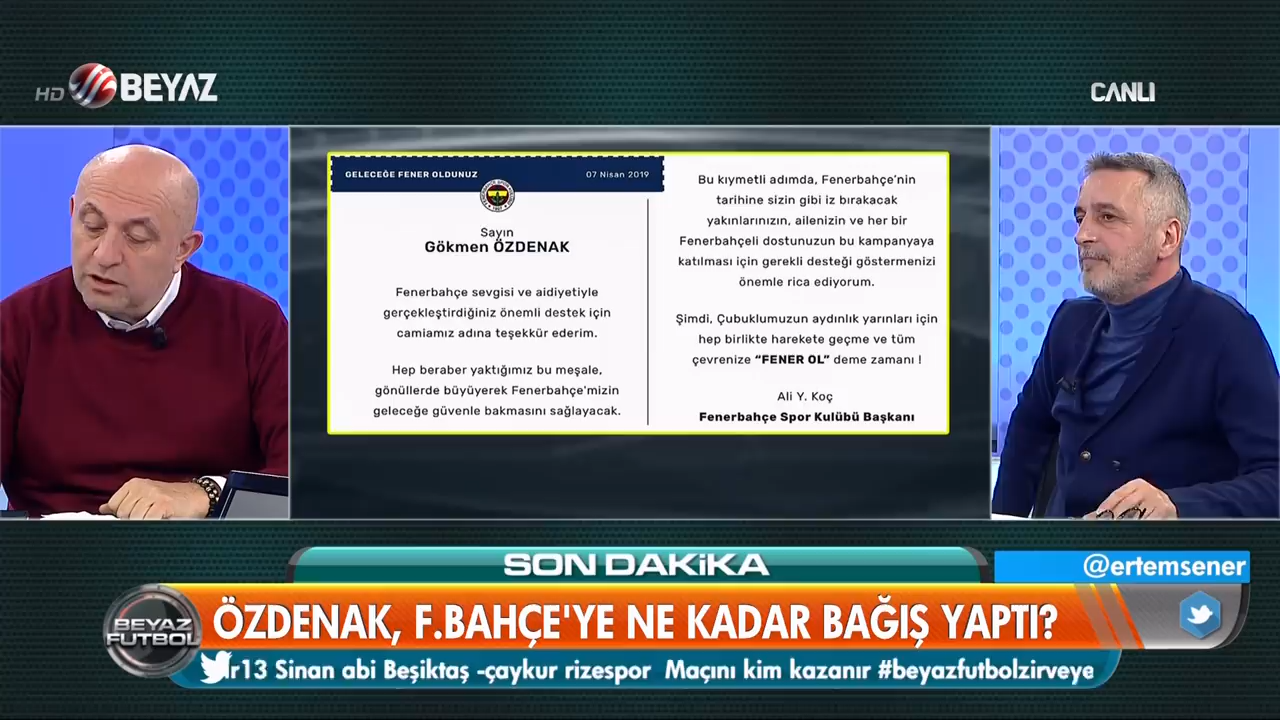 HD BEYAZ
CANLI
GELECEĞE FENER OLDUNUZ
07 Nisan 2019
Sayın
Gökmen ÖZDENAK
Fenerbahçe sevgisi ve aidiyetiyle
gerçekleştirdiğiniz önemli destek için
camiamız adına teşekkür ederim.
Hep beraber yaktığımız bu meşale,
gönüllerde büyüyerek Fenerbahçe'mizin
geleceğe güvenle bakmasını sağlayacak.
Bu kıymetli adımda, Fenerbahçe’nin
tarihine sizin gibi iz bırakacak
yakınlarınızın, ailenizin ve her bir
Fenerbahçeli dostunuzun bu kampanyaya
katılması için gerekli desteği göstermenizi
önemle rica ediyorum.
Şimdi, Çubuklumuzun aydınlık yarınları için
hep birlikte harekete geçme ve tüm
çevrenize “FENER OL” deme zamanı !
Ali Y. Koç
Fenerbahçe Spor Kulübü Başkanı
SON DAKiKA
@ertemsener
BEYAZ
FUTBOL
ÖZDENAK, F.BAHÇE'YE NE KADAR BAĞIŞ YAPTI?
r13 Sinan abi Beşiktaş -çaykur rizespor Maçını kim kazanır #beyazfutbolzirveye